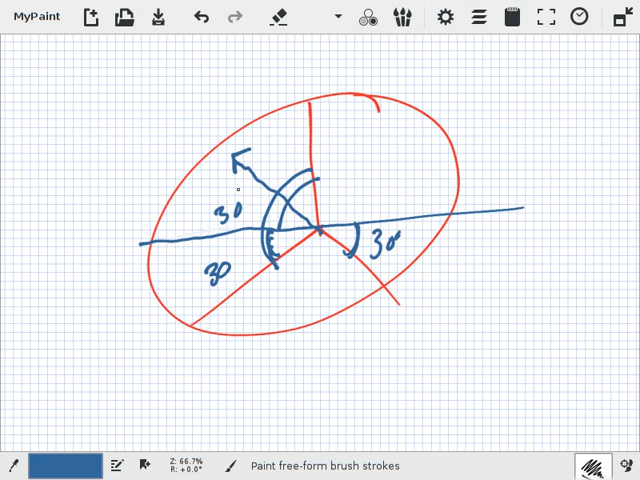 MyPaint
30
30
30°
Z: 66.7%
R: +0.0°
Paint free-form brush strokes